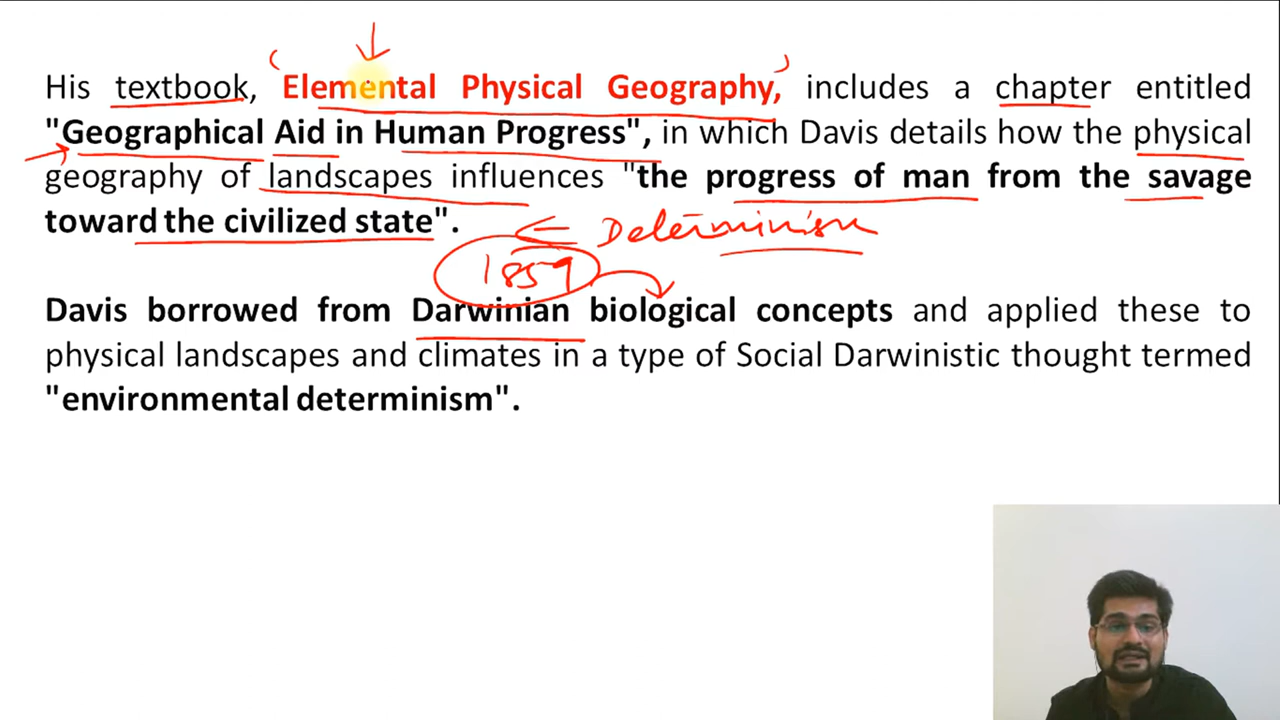 His textbook, 'Elemental Physical Geography,' includes a chapter entitled
"Geographical Aid in Human Progress", in which Davis details how the physical
geography of landscapes influences "the progress of man from the savage
toward the civilized state". Determinism
1859
Davis borrowed from Darwinian biological concepts and applied these to
physical landscapes and climates in a type of Social Darwinistic thought termed
"environmental determinism".